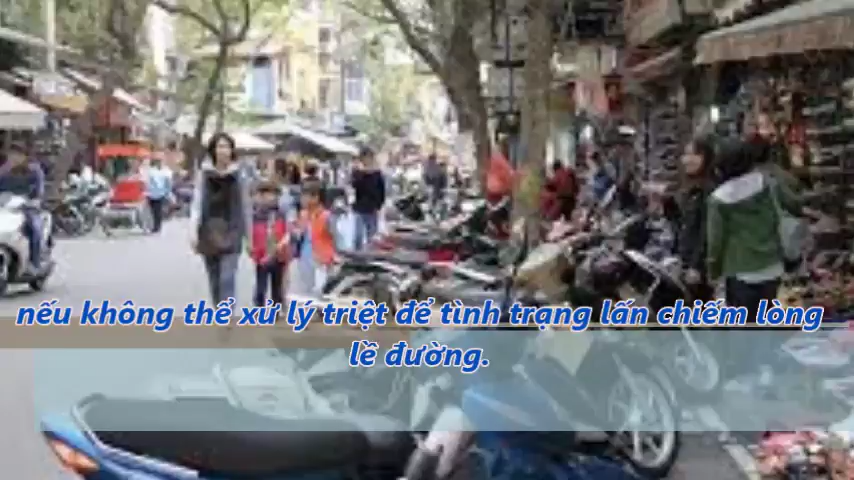 nếu không thể xử lý triệt để tình trạng lấn chiếm lòng
lề đường.